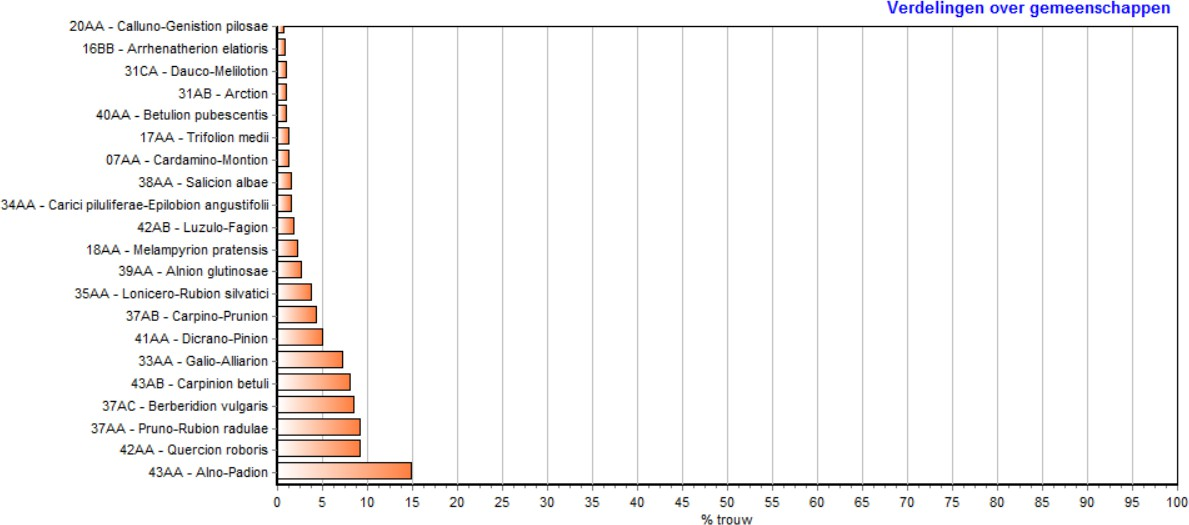 Verdelingen over gemeenschappen
20AA - Calluno-Genistion pilosae
16BB - Arrhenatherion elatioris
31CA - Dauco-Melilotion
31AB - Arction
40AA - Betulion pubescentis
17AA - Trifolion medii
07AA - Cardamino-Montion
38AA - Salicion albae
34AA - Carici piluliferae-Epilobion angustifolii
42AB - Luzulo-Fagion
18AA - Melampyrion pratensis
39AA - Alnion glutinosae
35AA - Lonicero-Rubion silvatici
37AB - Carpino-Prunion
41AA - Dicrano-Pinion
33AA - Galio-Alliarion
43AB - Carpinion betuli
37AC - Berberidion vulgaris
37AA - Pruno-Rubion radulae
42AA - Quercion roboris
43AA - Alno-Padion
0 5 10 15 20 25 30 35 40 45 50 55 60 65 70 75 80 85 90 95 100
% trouw